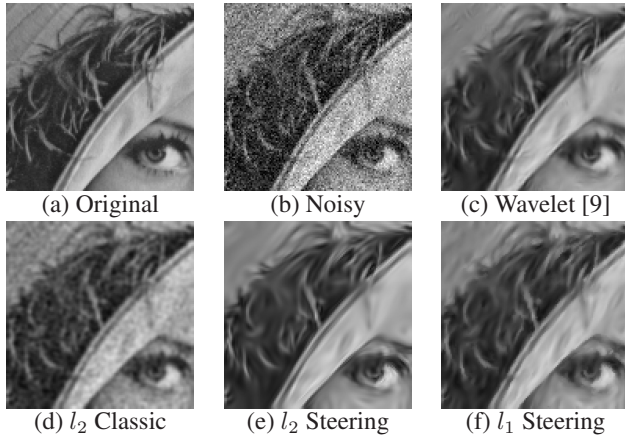 (a) Original
(b) Noisy
(c) Wavelet [9]
(d) l₂ Classic
(e) l₂ Steering
(f) l₁ Steering